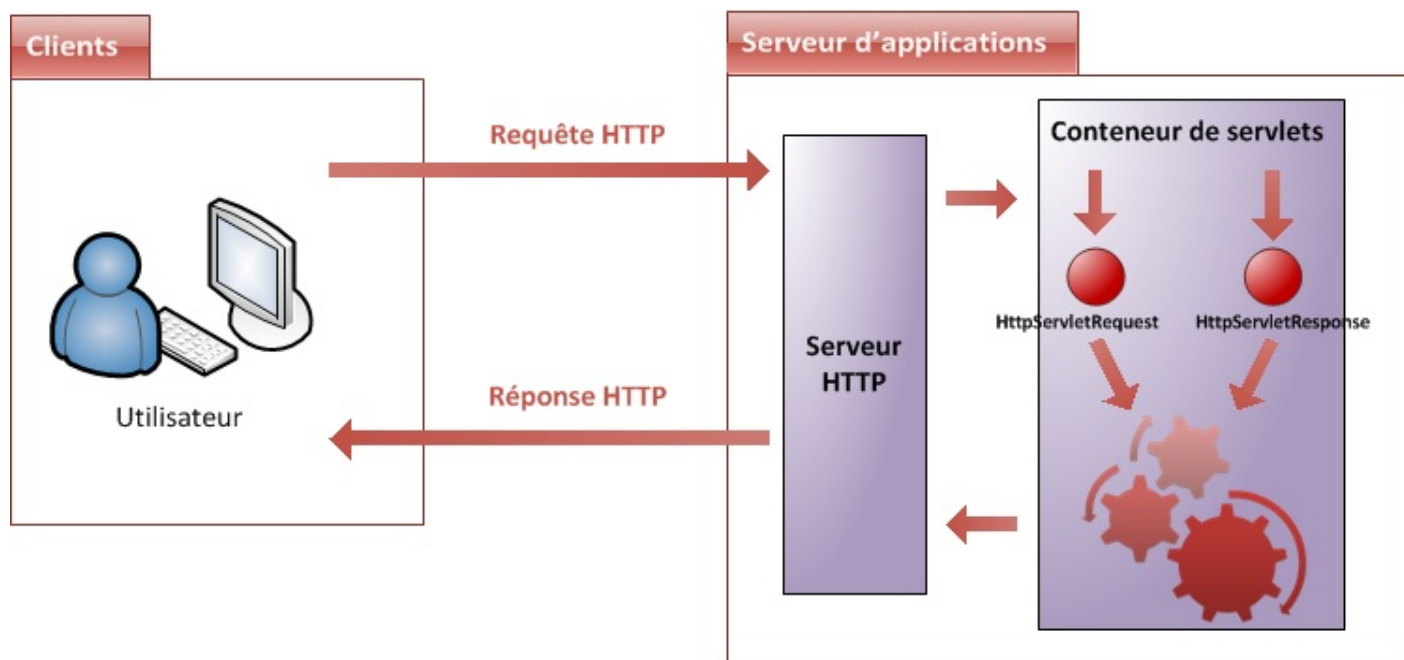 Clients
Serveur d’applications
Requête HTTP
Conteneur de servlets
HttpServletRequest
HttpServletResponse
Serveur
HTTP
Réponse HTTP
Utilisateur